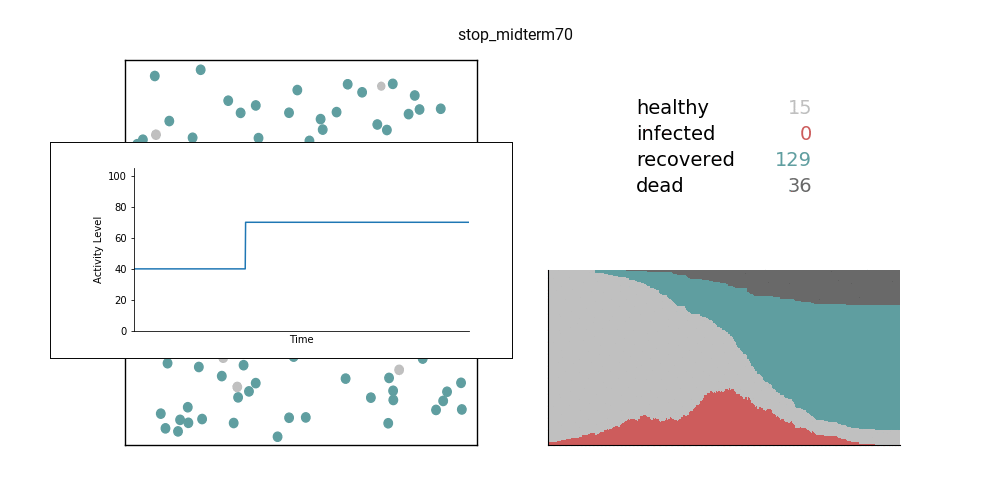 stop_midterm70
healthy 15
infected 0
recovered 129
dead 36
100
80
60
40
20
0
Activity Level
Time